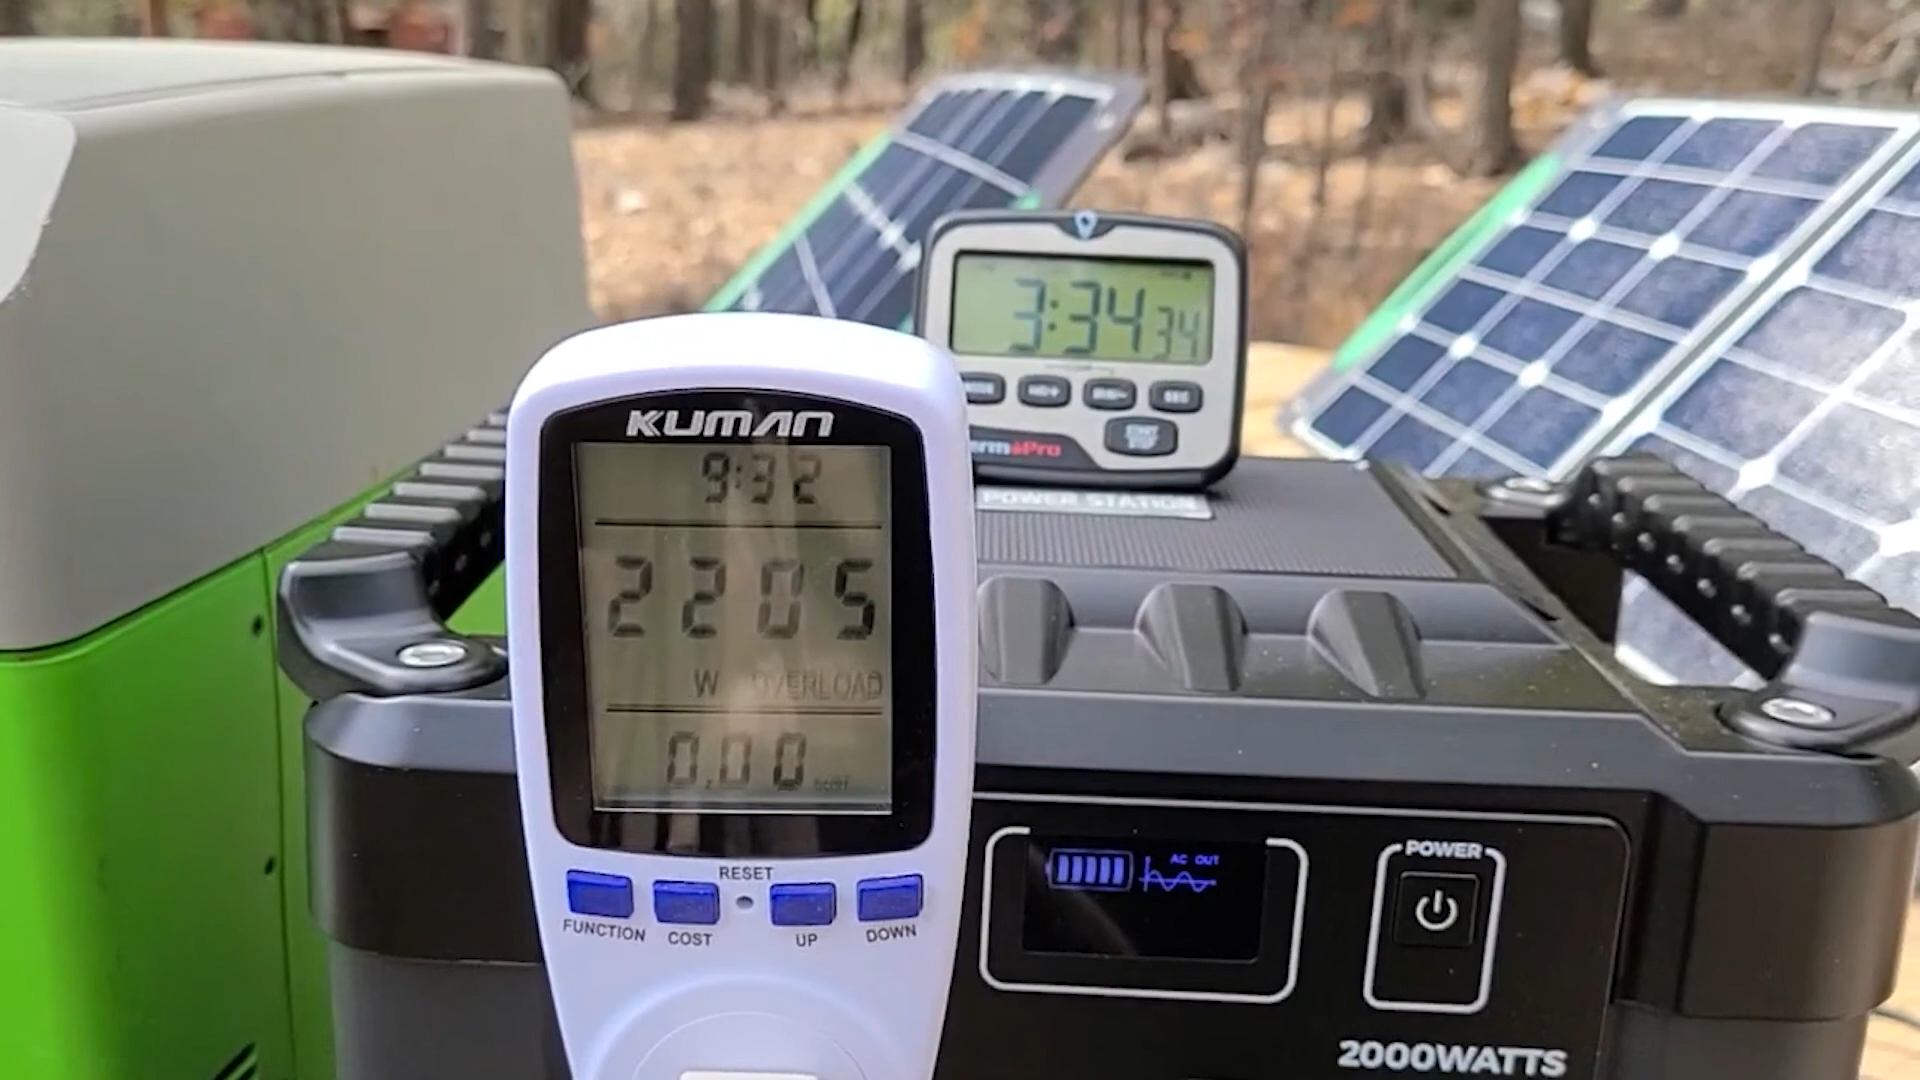 3:34 34
POWER STATION
KUMAN
9:32
2205
W OVERLOAD
0.00
RESET
FUNCTION COST UP DOWN
AC OUT
POWER
2000WATTS